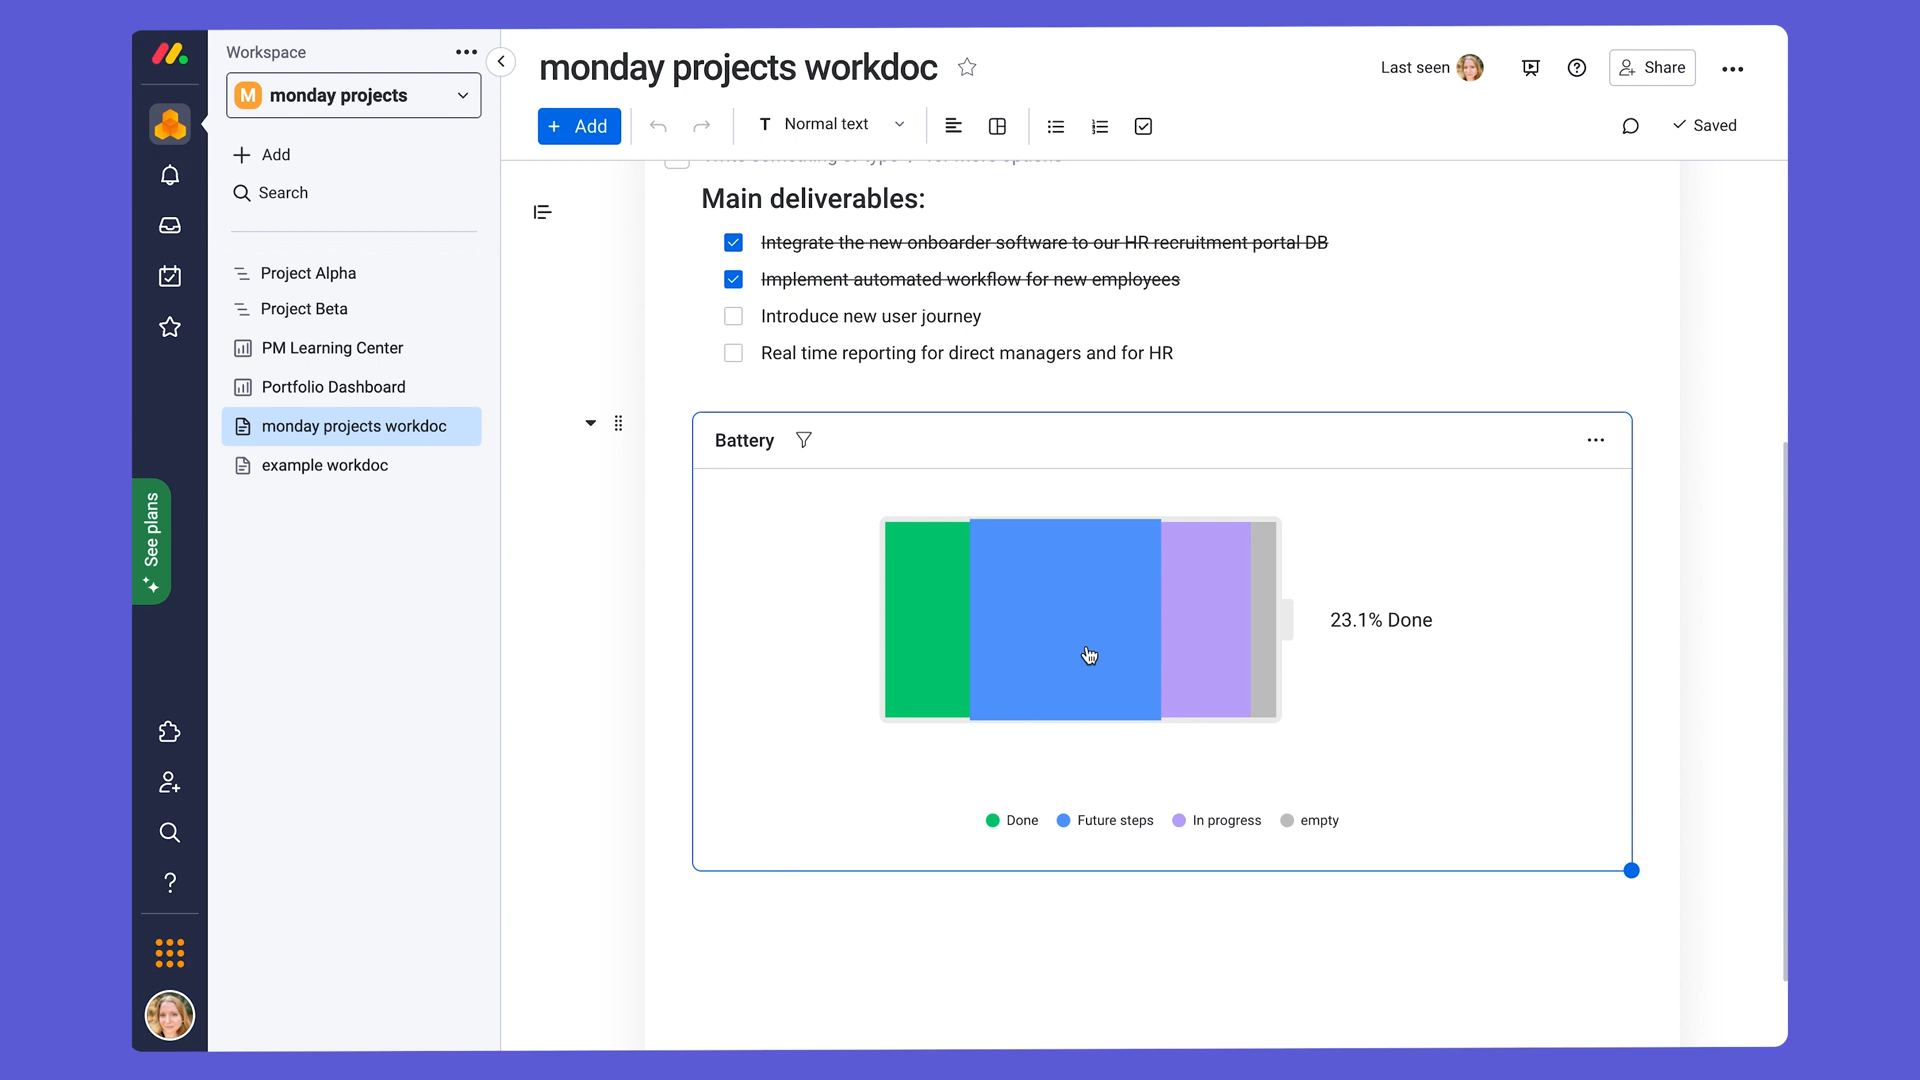 Workspace
M monday projects
Add
Search
Project Alpha
Project Beta
PM Learning Center
Portfolio Dashboard
monday projects workdoc
example workdoc
See plans
monday projects workdoc
Last seen
Share
+ Add
T Normal text
Saved
Main deliverables:
Integrate the new onboarder software to our HR recruitment portal DB
Implement automated workflow for new employees
Introduce new user journey
Real time reporting for direct managers and for HR
Battery
23.1% Done
Done Future steps In progress empty